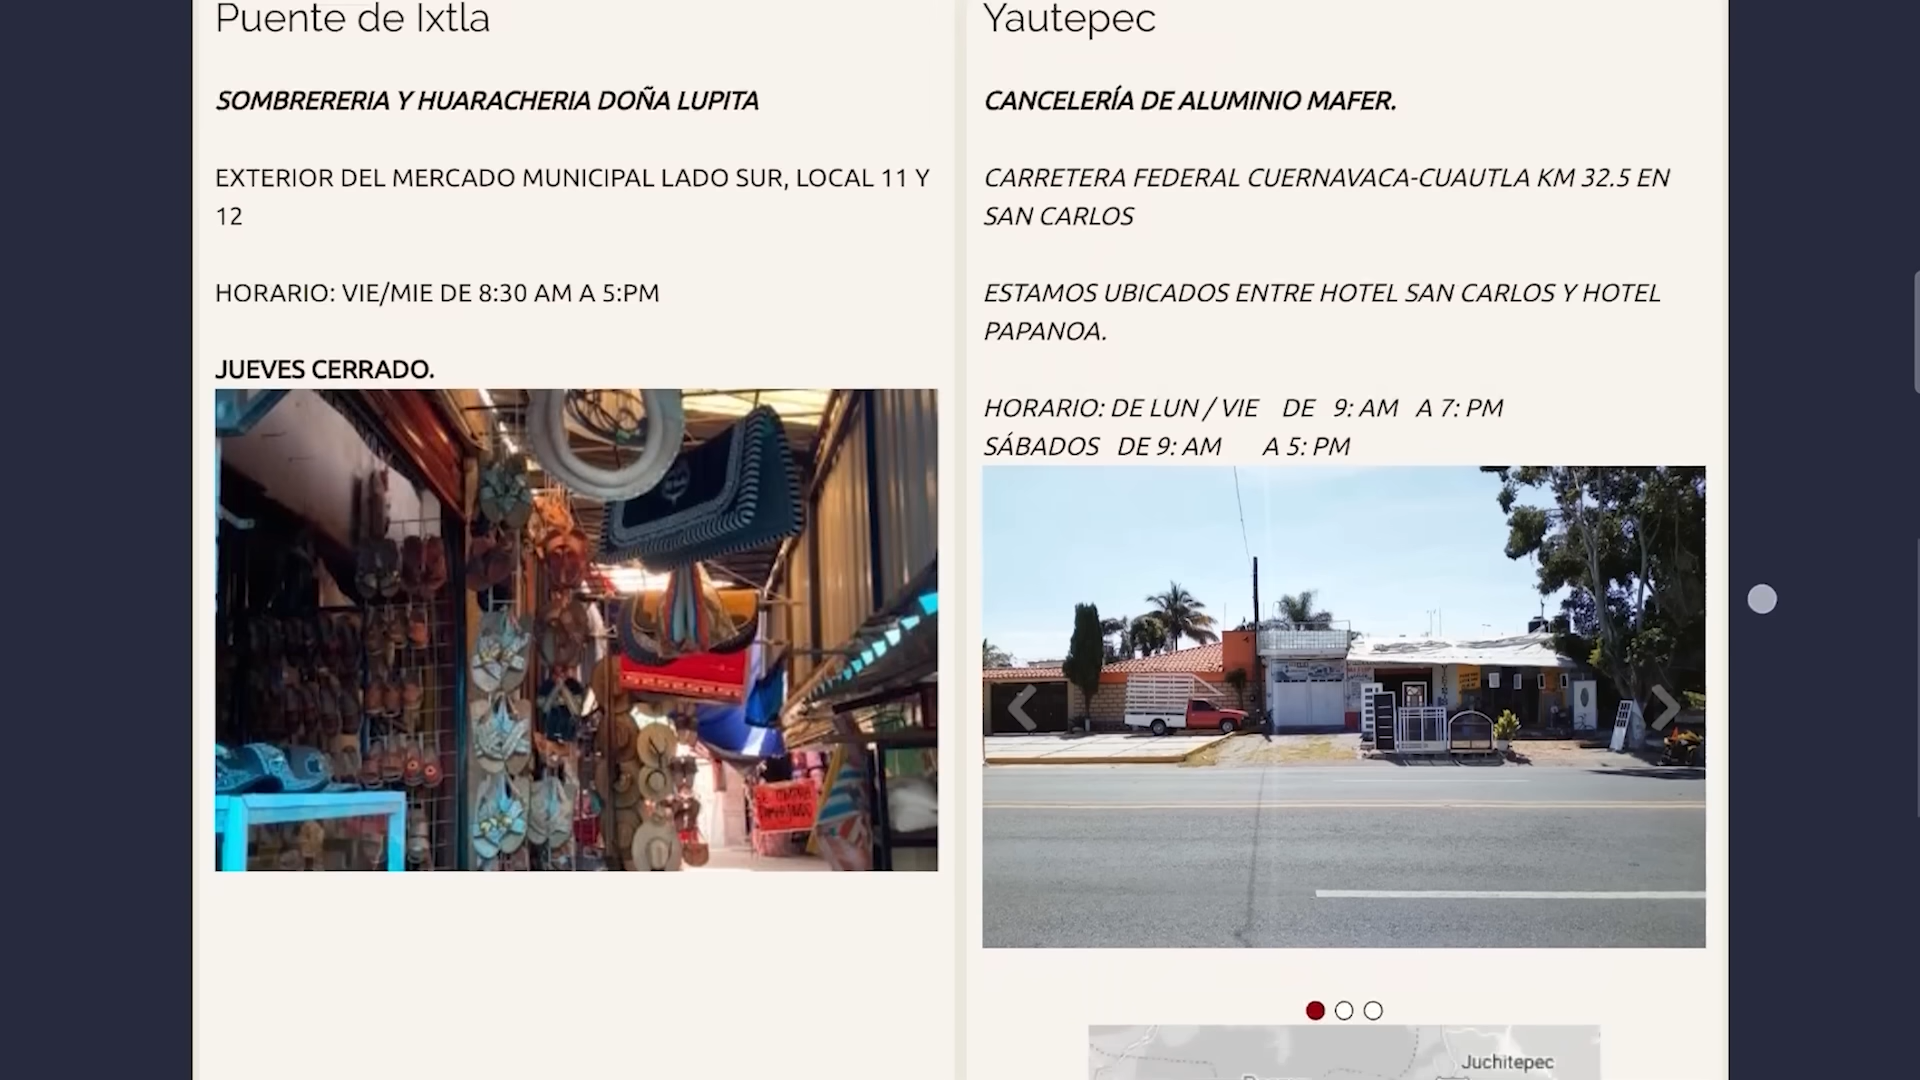 Puente de Ixtla
SOMBRERERIA Y HUARACHERIA DOÑA LUPITA
EXTERIOR DEL MERCADO MUNICIPAL LADO SUR, LOCAL 11 Y
12
HORARIO: VIE/MIE DE 8:30 AM A 5:PM
JUEVES CERRADO.
Yautepec
CANCELERÍA DE ALUMINIO MAFER.
CARRETERA FEDERAL CUERNAVACA-CUAUTLA KM 32.5 EN
SAN CARLOS
ESTAMOS UBICADOS ENTRE HOTEL SAN CARLOS Y HOTEL
PAPANOA.
HORARIO: DE LUN / VIE DE 9: AM A 7: PM
SÁBADOS DE 9: AM A 5: PM
Juchitepec